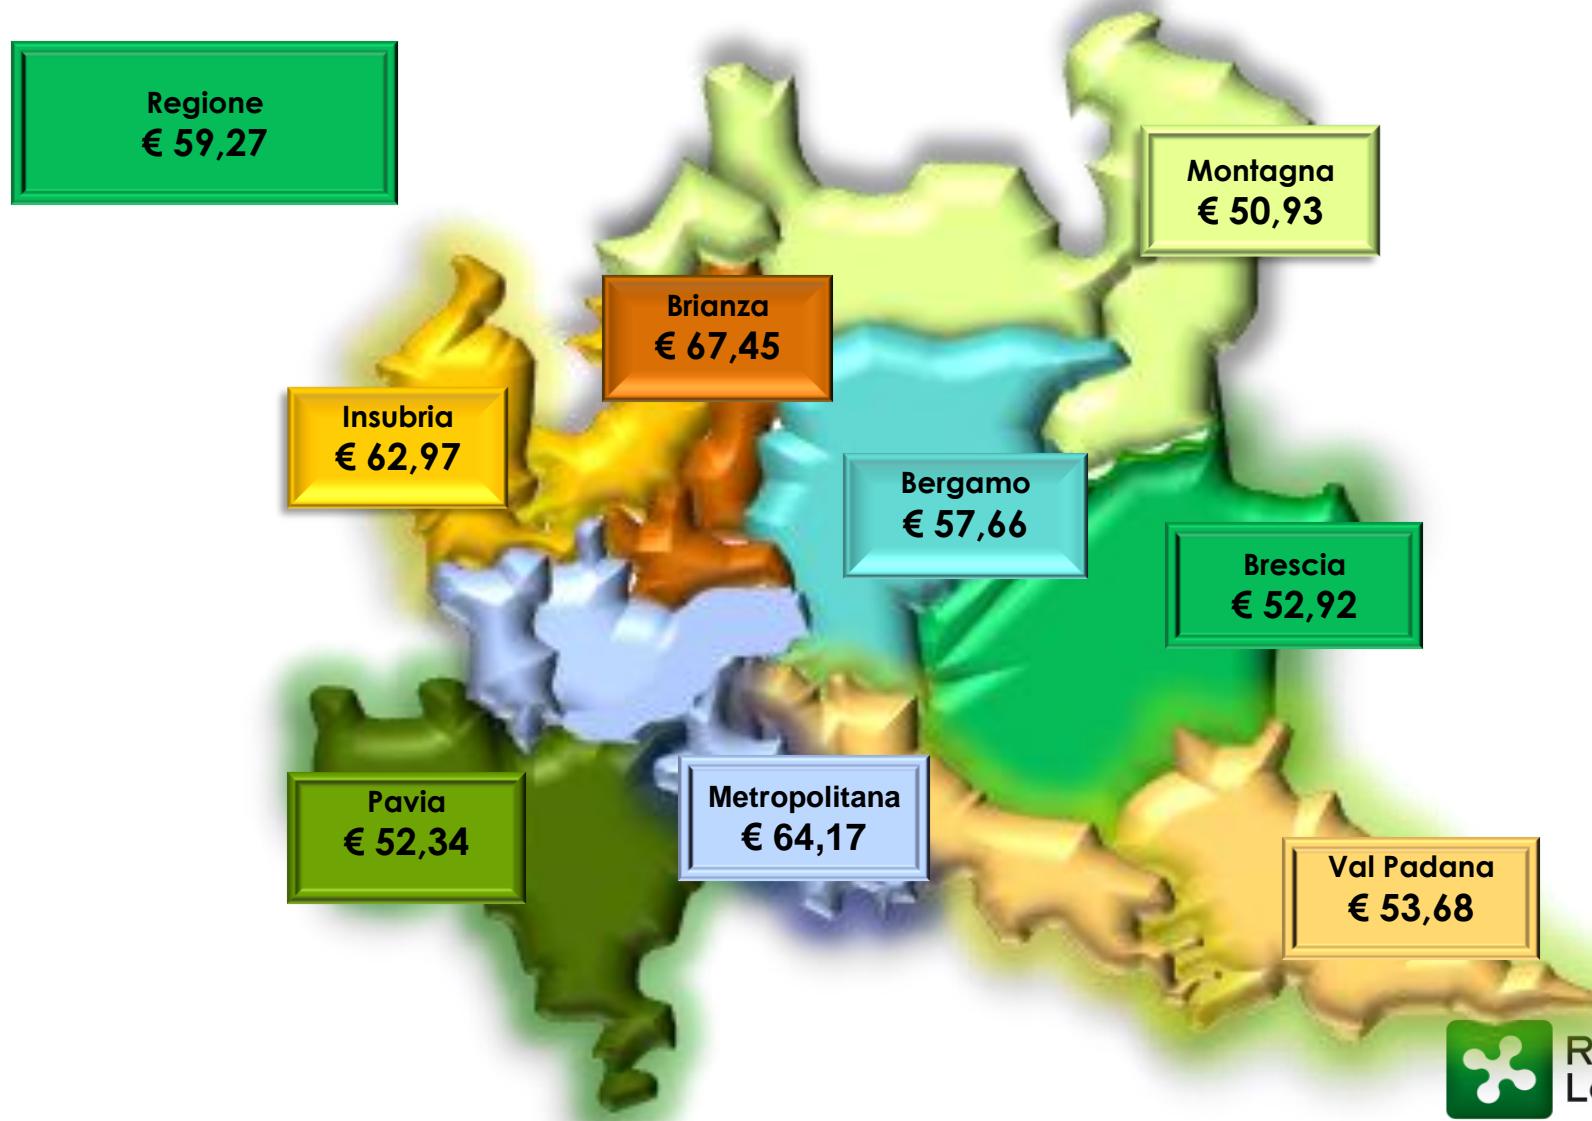 Regione
€ 59,27
Montagna
€ 50,93
Brianza
€ 67,45
Insubria
€ 62,97
Bergamo
€ 57,66
Brescia
€ 52,92
Pavia
€ 52,34
Metropolitana
€ 64,17
Val Padana
€ 53,68